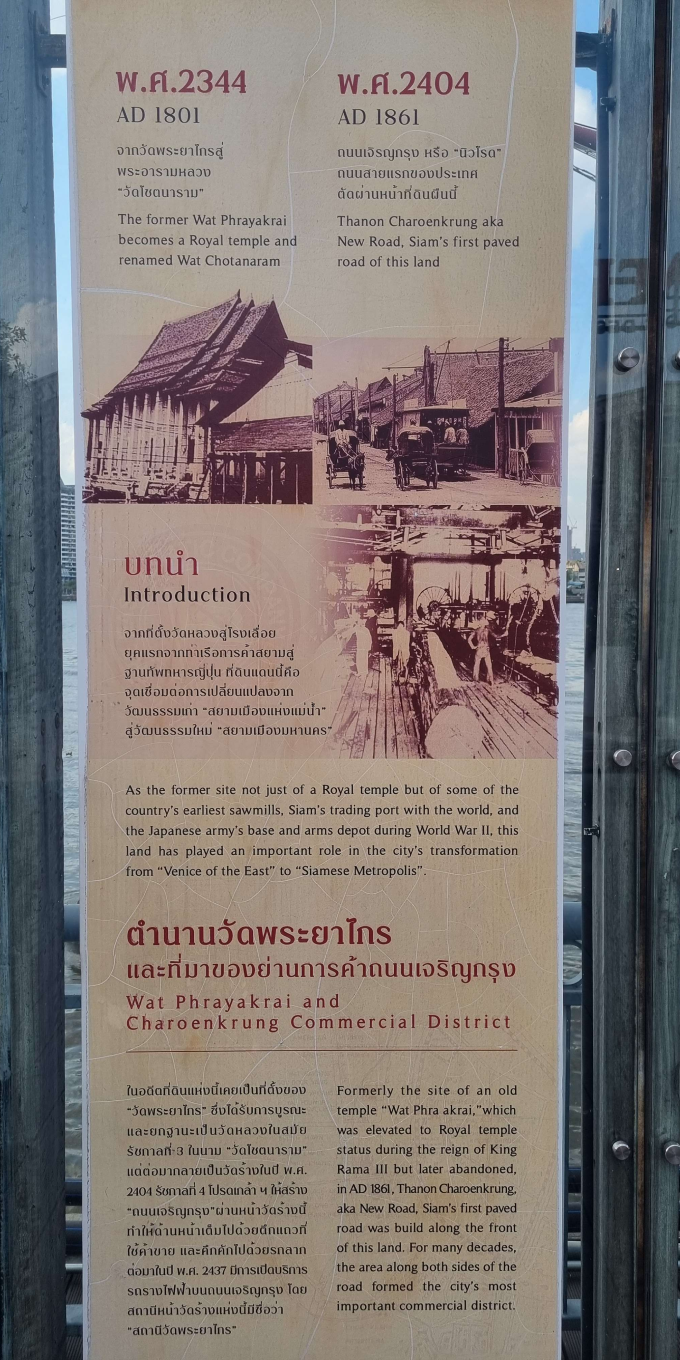 พ.ศ.2344
AD 1801
จากวัดพระยาไกรสู่
พระอารามหลวง
“วัดโชตนาราม”
The former Wat Phrayakrai
becomes a Royal temple and
renamed Wat Chotanaram
พ.ศ.2404
AD 1861
ถนนเจิรญกรุง หรือ “นิวโรด”
ถนนสายแรกของประเทศ
ตัดผ่านหน้าที่ดินผืนนี้
Thanon Charoenkrung aka
New Road, Siam’s first paved
road of this land
บทนำ
Introduction
จากที่ตั้งวัดหลวงสู่โรงเลื่อย
ยุคแรกจากท่าเรือการค้าสยามสู่
ฐานทัพทหารญี่ปุ่น ที่ดินแดนนี้คือ
จุดเชื่อมต่อการเปลี่ยนแปลงจาก
วัฒนธรรมเก่า “สยามเมืองแห่งแม่น้ำ”
สู่วัฒนธรรมใหม่ “สยามเมืองมหานคร”
As the former site not just of a Royal temple but of some of the
country’s earliest sawmills, Siam’s trading port with the world, and
the Japanese army’s base and arms depot during World War II, this
land has played an important role in the city’s transformation
from “Venice of the East” to “Siamese Metropolis”.
ตำนานวัดพระยาไกร
และที่มาของย่านการค้าถนนเจริญกรุง
Wat Phrayakrai and
Charoenkrung Commercial District
ในอดีตที่ดินแห่งนี้เคยเป็นที่ตั้งของ
“วัดพระยาไกร” ซึ่งได้รับการบูรณะ
และยกฐานะเป็นวัดหลวงในสมัย
รัชกาลที่ 3 ในนาม “วัดโชตนาราม”
แต่ต่อมากลายเป็นวัดร้างในปี พ.ศ.
2404 รัชกาลที่ 4 โปรดเกล้า ฯ ให้สร้าง
“ถนนเจริญกรุง”ผ่านหน้าวัดร้างนี้
ทำให้ด้านหน้าเต็มไปด้วยตึกแถวที่
ใช้ค้าขาย และคึกคักไปด้วยรถลาก
ต่อมาในปี พ.ศ. 2437 มีการเปิดบริการ
รถรางไฟฟ้าบนถนนเจริญกรุง โดย
สถานีหน้าวัดร้างแห่งนี้มีชื่อว่า
“สถานีวัดพระยาไกร”
Formerly the site of an old
temple “Wat Phra akrai,”which
was elevated to Royal temple
status during the reign of King
Rama III but later abandoned,
in AD 1861, Thanon Charoenkrung,
aka New Road, Siam’s first paved
road was build along the front
of this land. For many decades,
the area along both sides of the
road formed the city’s most
important commercial district.